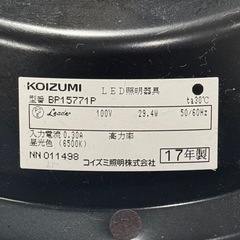 KOIZUMI LED照明器具
型番 BP15771P ta30℃
Leader 100V 29.4W 50/60Hz
入力電流 0.30A 高力率
昼光色 (6500K)
NN 011498 コイズミ照明株式会社 17年製